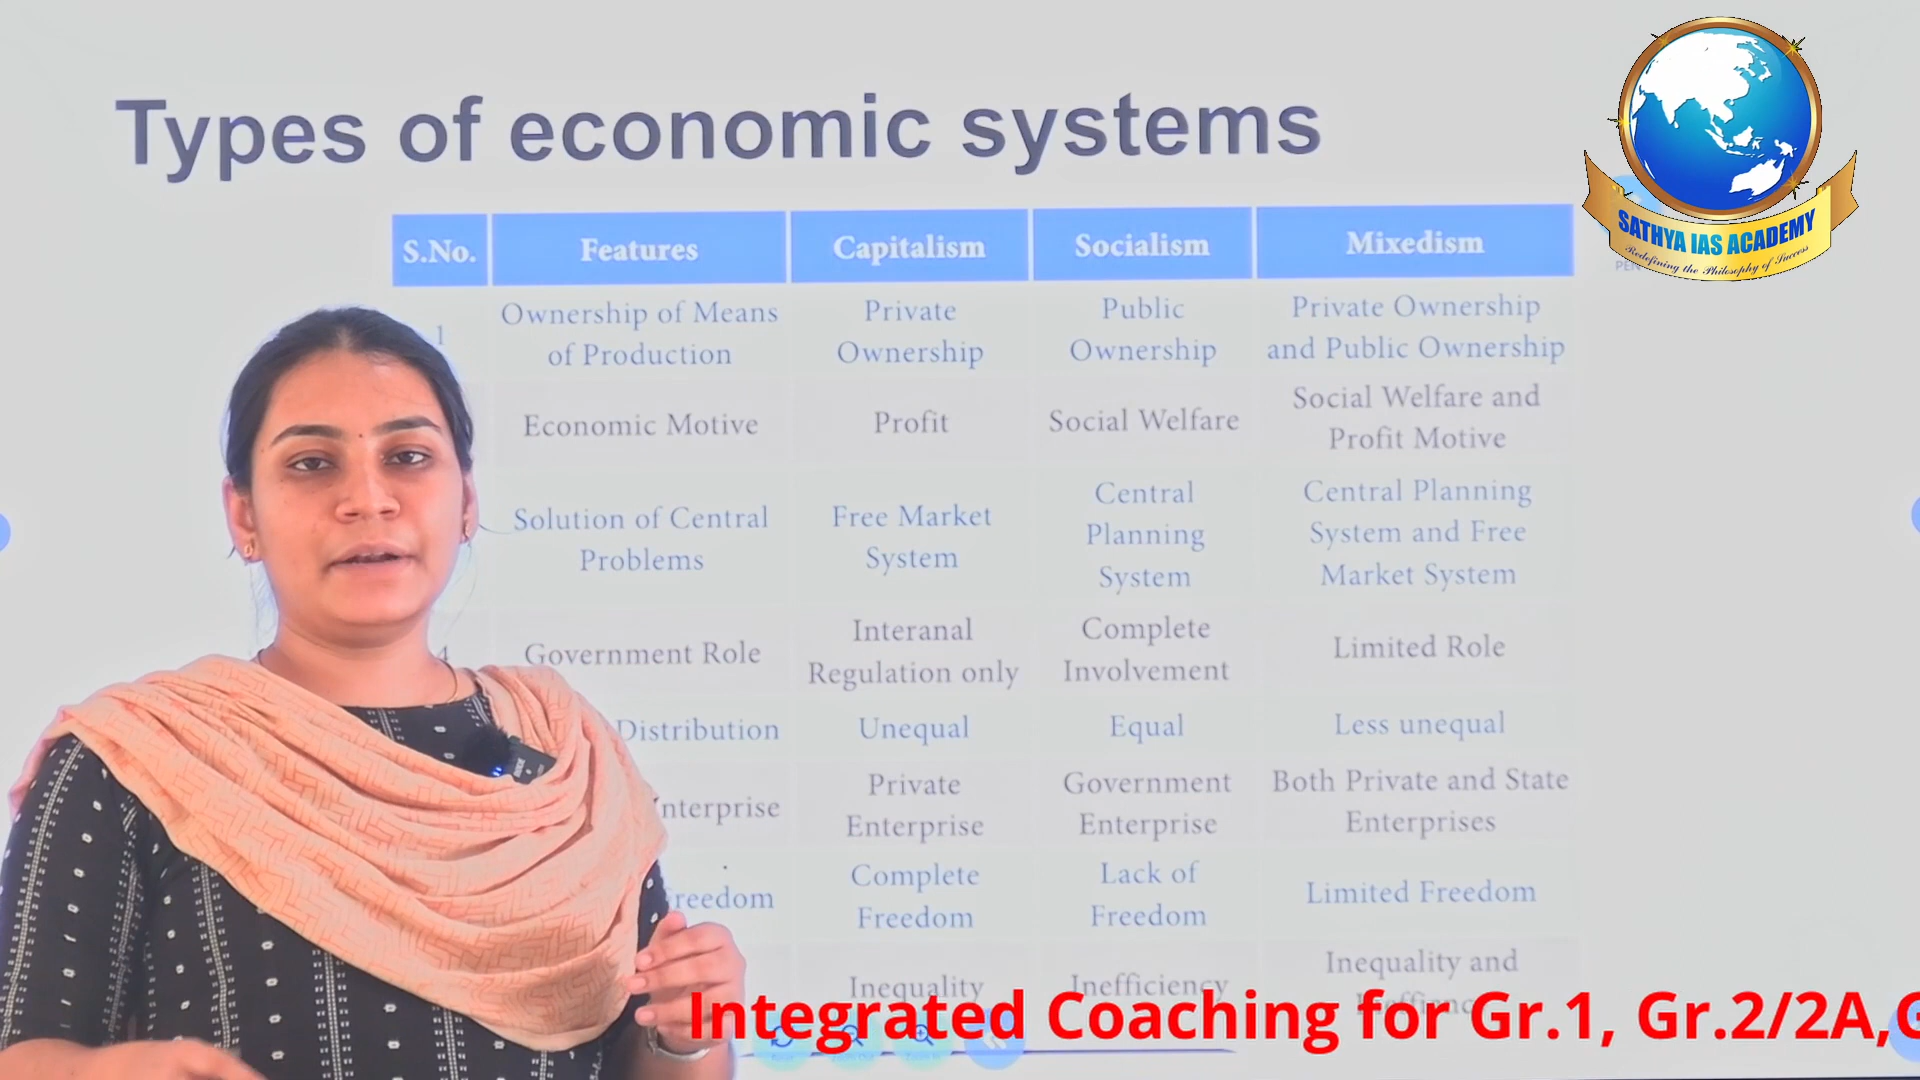 Types of economic systems
SATHYA IAS ACADEMY
Redefining the Philosophy of Success
S.No. Features Capitalism Socialism Mixedism
1 Ownership of Means of Production Private Ownership Public Ownership Private Ownership and Public Ownership
Economic Motive Profit Social Welfare Social Welfare and Profit Motive
Solution of Central Problems Free Market System Central Planning System Central Planning System and Free Market System
4 Government Role Interanal Regulation only Complete Involvement Limited Role
Distribution Unequal Equal Less unequal
nterprise Private Enterprise Government Enterprise Both Private and State Enterprises
reedom Complete Freedom Lack of Freedom Limited Freedom
Inequality Inefficiency Inequality and
Integrated Coaching for Gr.1, Gr.2/2A,G